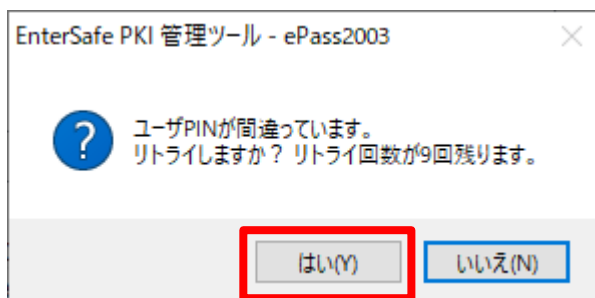 EnterSafe PKI 管理ツール - ePass2003
ユーザPINが間違っています。
リトライしますか? リトライ回数が9回残ります。
はい(Y)
いいえ(N)